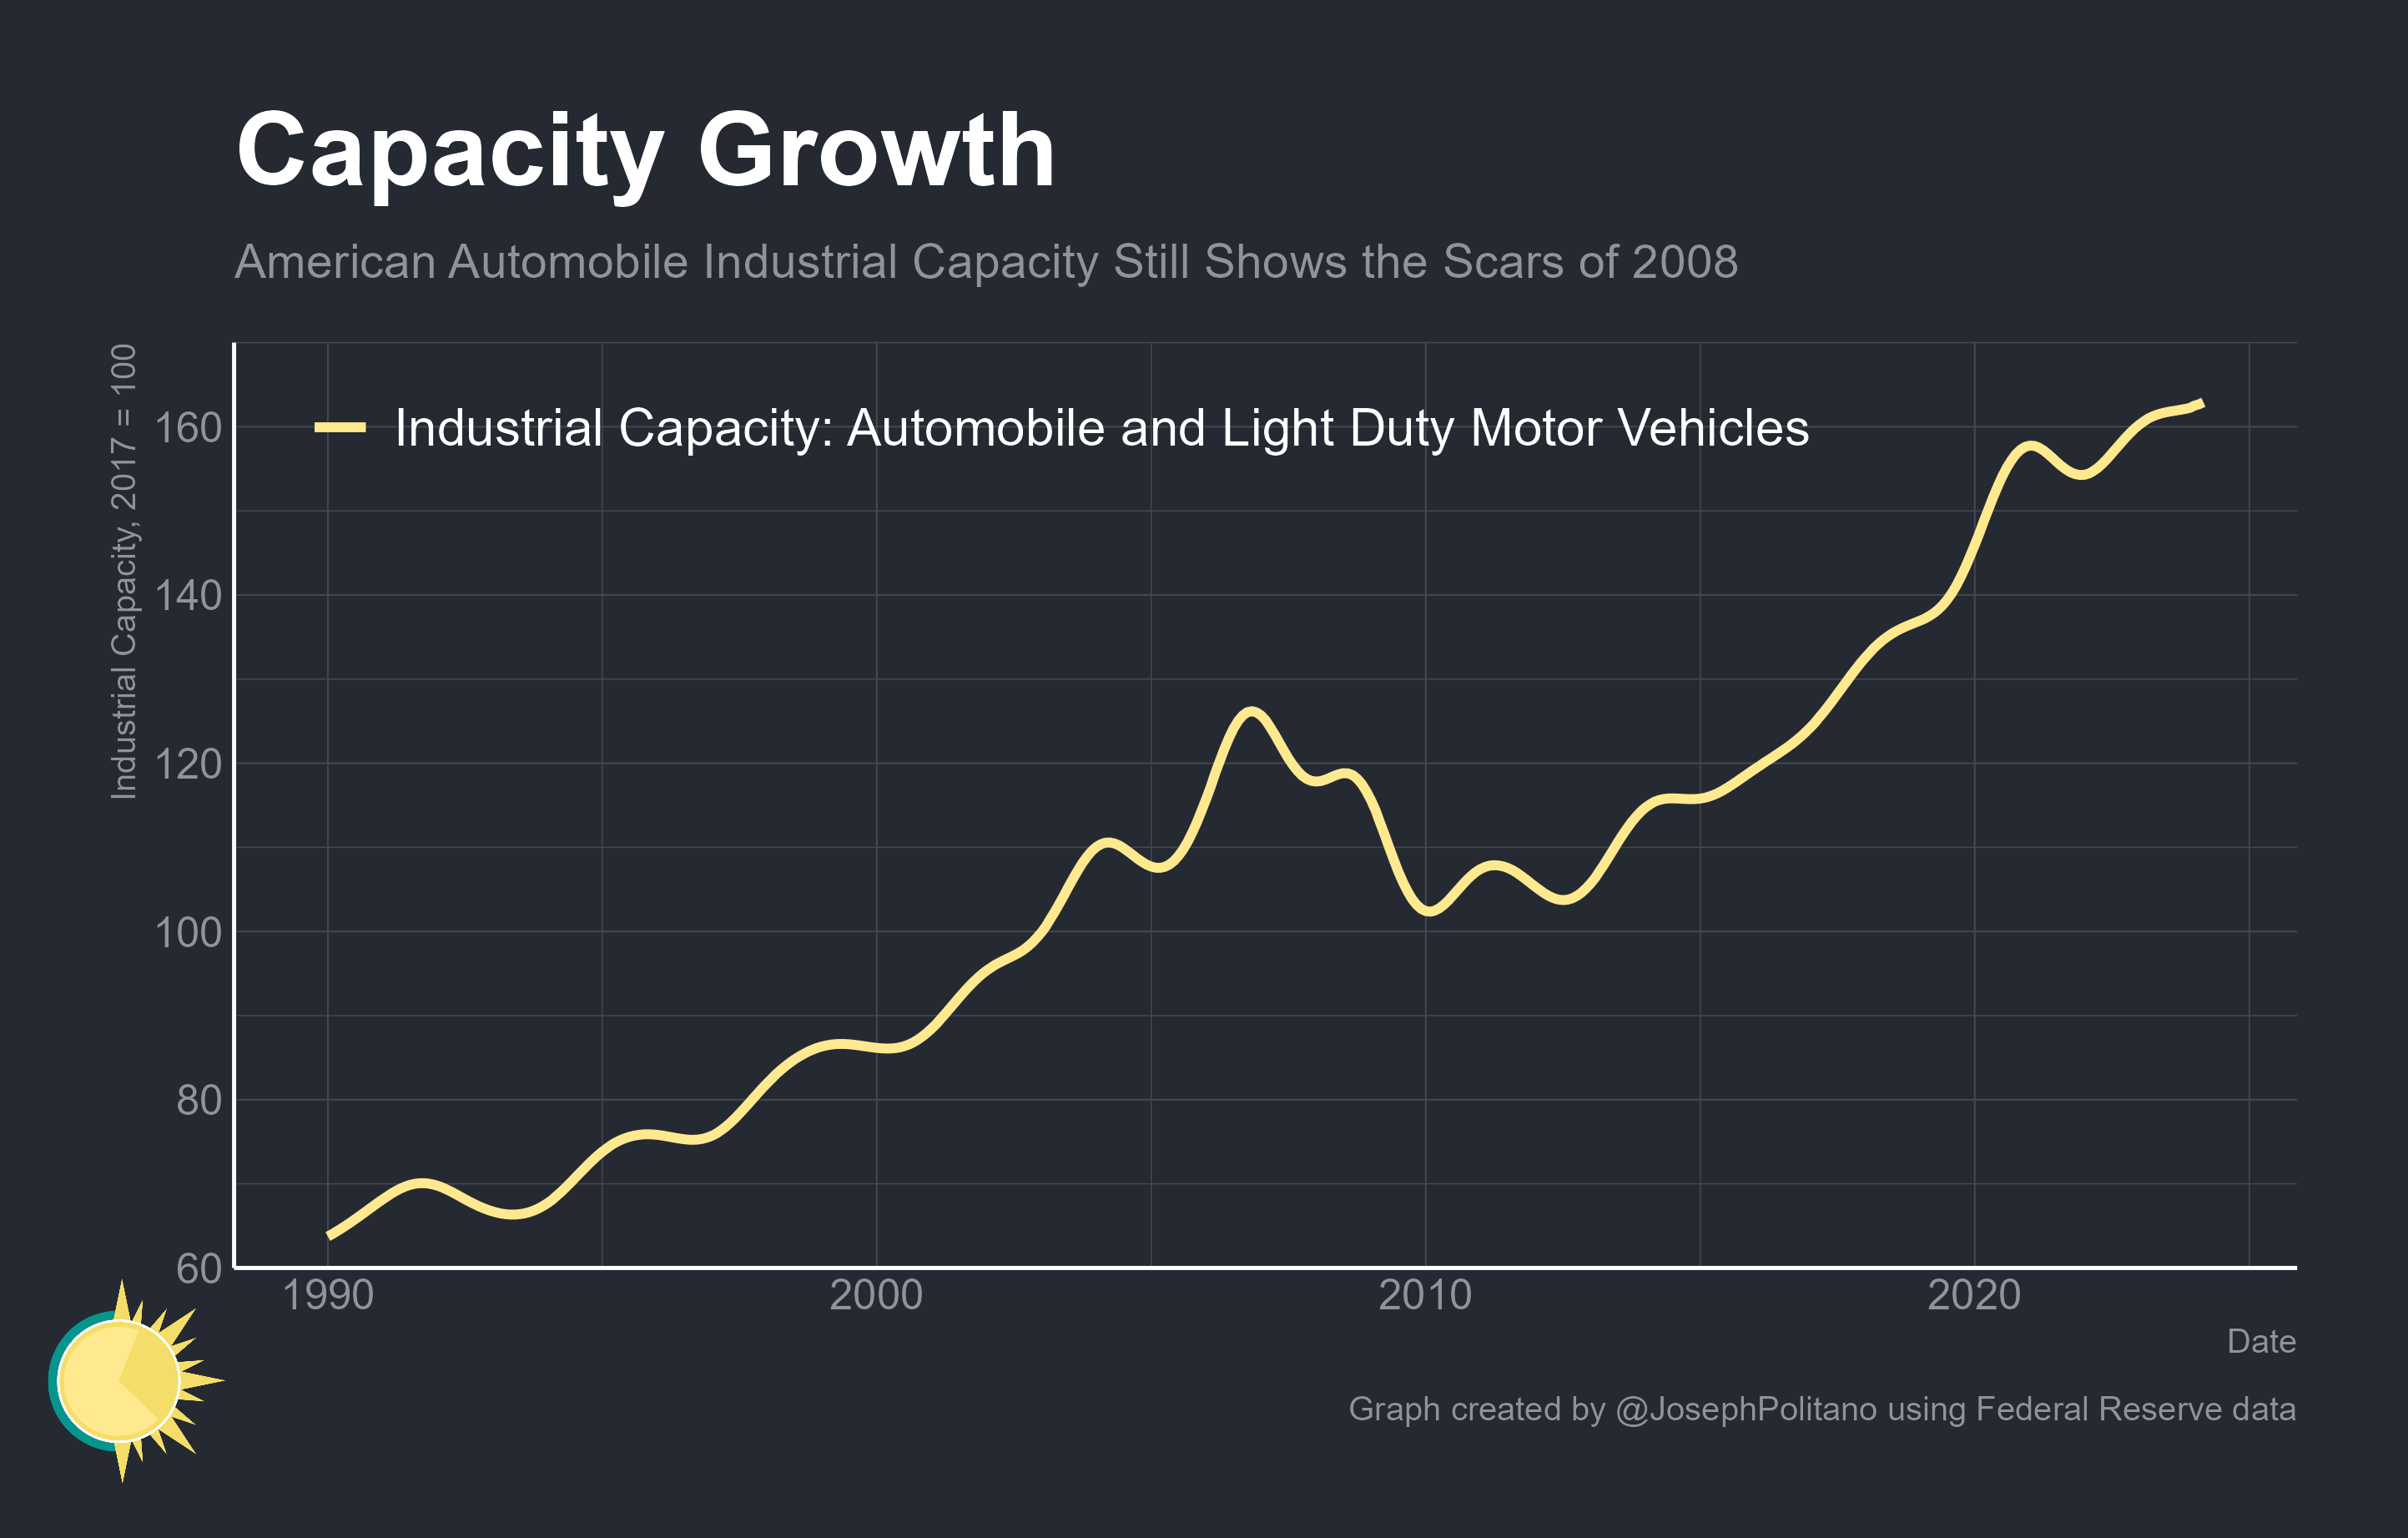 Capacity Growth
American Automobile Industrial Capacity Still Shows the Scars of 2008
Industrial Capacity, 2017 = 100
Industrial Capacity: Automobile and Light Duty Motor Vehicles
160
140
120
100
80
60
1990 2000 2010 2020
Date
Graph created by @JosephPolitano using Federal Reserve data